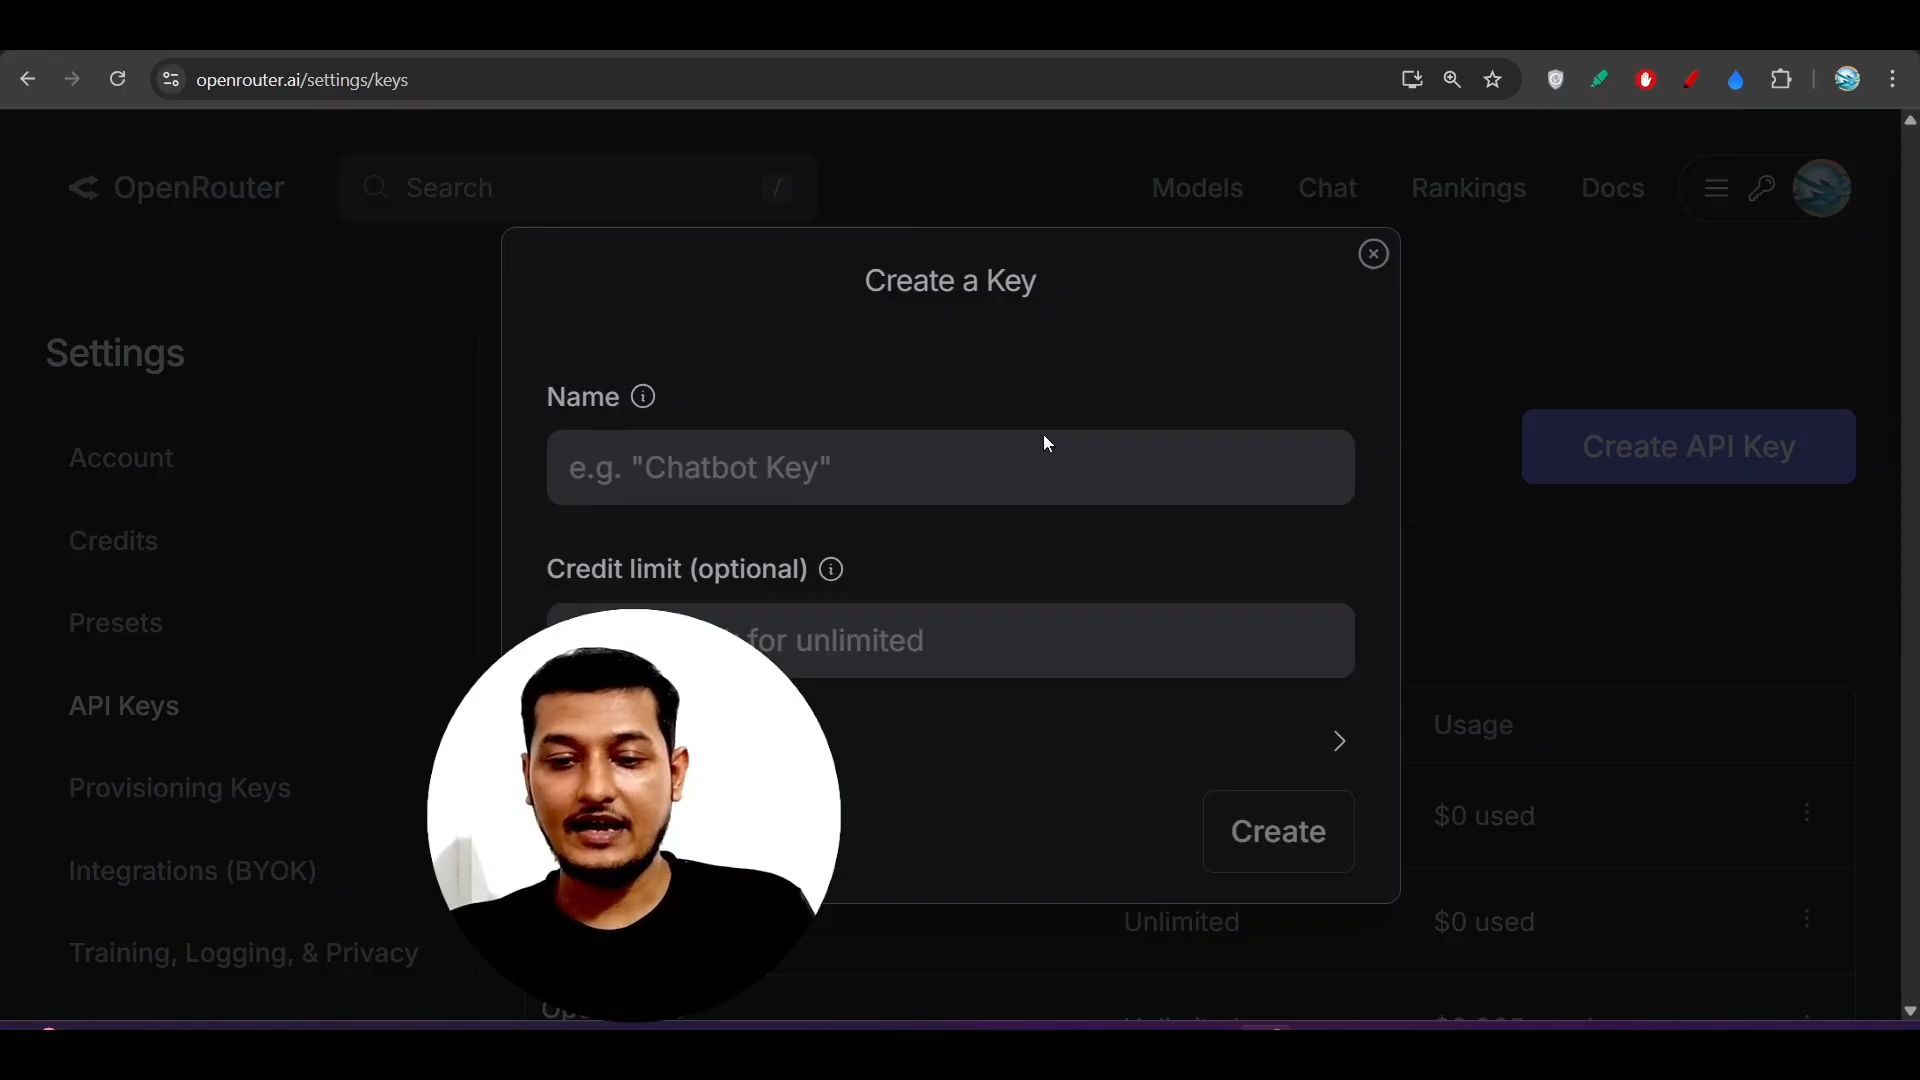 openrouter.ai/settings/keys
OpenRouter
Search
/
Models
Chat
Rankings
Docs
Create a Key
Settings
Name
e.g. "Chatbot Key"
Create API Key
Account
Credits
Credit limit (optional)
Presets
for unlimited
API Keys
Usage
Provisioning Keys
Create
$0 used
Integrations (BYOK)
Unlimited
$0 used
Training, Logging, & Privacy